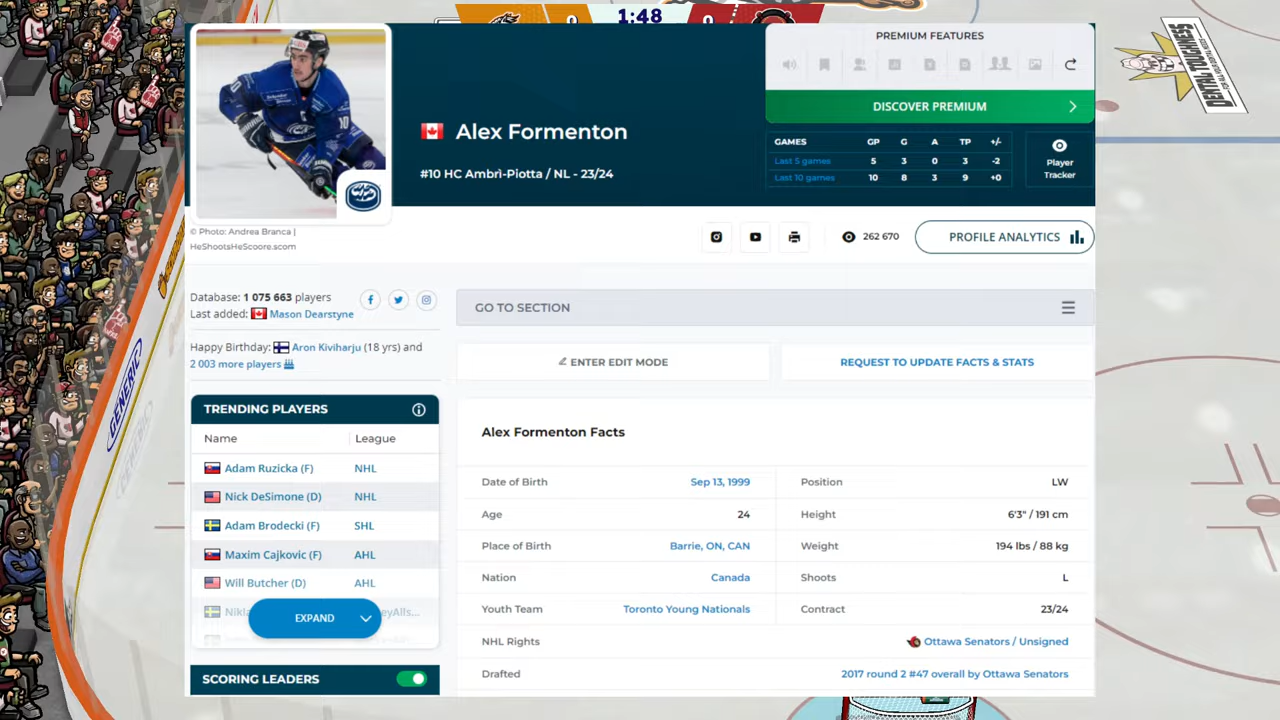 0
1:48
0
DENTAL TOUGHNESS
GENERIC
GENERIC
PREMIUM FEATURES
DISCOVER PREMIUM
Alex Formenton
#10 HC Ambrì-Piotta / NL - 23/24
GAMES GP G A TP +/-
Last 5 games 5 3 0 3 -2
Last 10 games 10 8 3 9 +0
Player
Tracker
© Photo: Andrea Branca |
HeShootsHeScoore.scom
262 670
PROFILE ANALYTICS
Database: 1 075 663 players
Last added: Mason Dearstyne
Happy Birthday: Aron Kiviharju (18 yrs) and
2 003 more players
GO TO SECTION
ENTER EDIT MODE
REQUEST TO UPDATE FACTS & STATS
TRENDING PLAYERS
Name League
Adam Ruzicka (F) NHL
Nick DeSimone (D) NHL
Adam Brodecki (F) SHL
Maxim Cajkovic (F) AHL
Will Butcher (D) AHL
EXPAND
SCORING LEADERS
Alex Formenton Facts
Date of Birth Sep 13, 1999 Position LW
Age 24 Height 6'3" / 191 cm
Place of Birth Barrie, ON, CAN Weight 194 lbs / 88 kg
Nation Canada Shoots L
Youth Team Toronto Young Nationals Contract 23/24
NHL Rights Ottawa Senators / Unsigned
Drafted 2017 round 2 #47 overall by Ottawa Senators